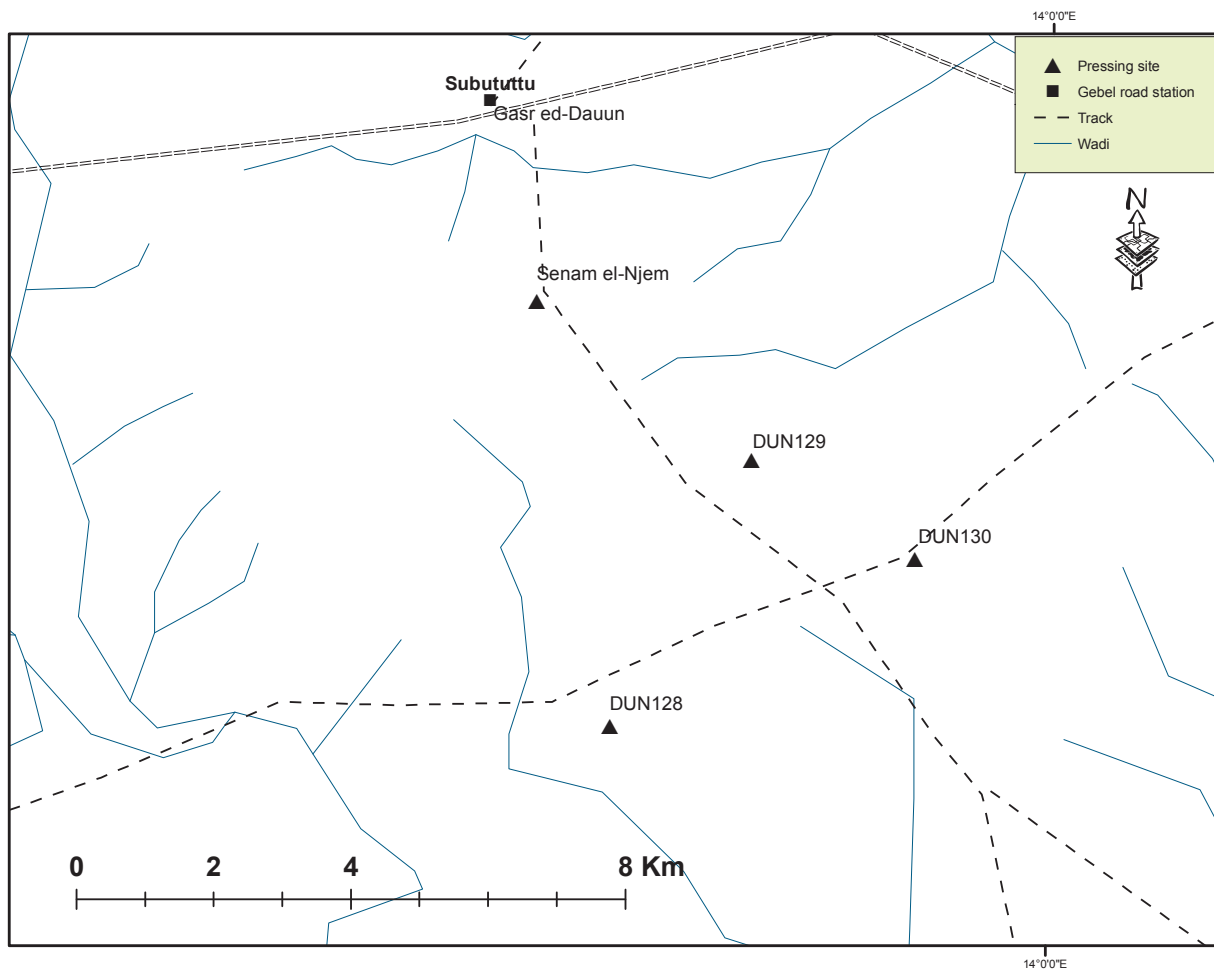 14°0'0"E
Pressing site
Gebel road station
Track
Wadi
Subututtu
Gasr ed-Dauun
N
Senam el-Njem
DUN129
DUN130
DUN128
0 2 4 8 Km
14°0'0"E